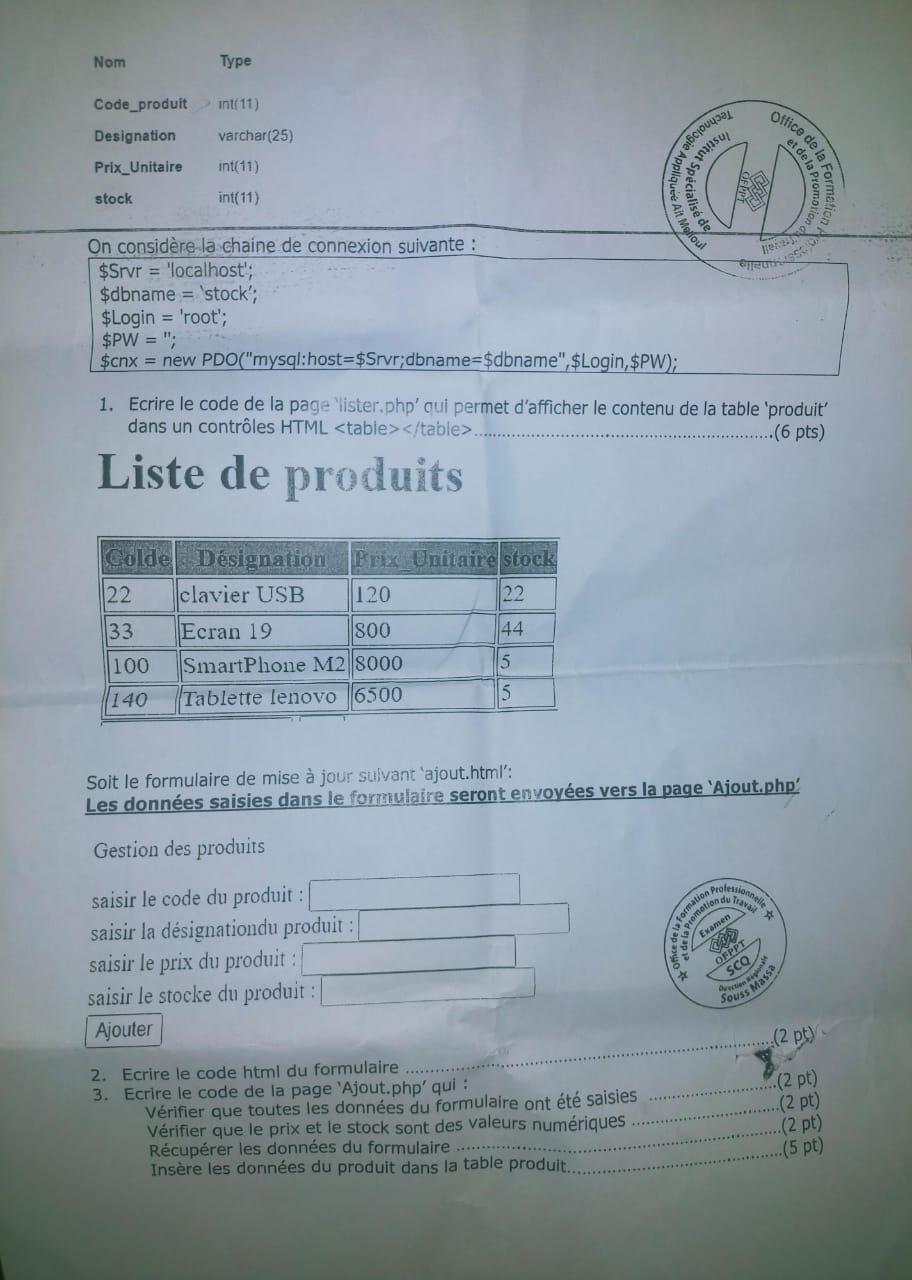 Nom Type
Code_produit int(11)
Designation varchar(25)
Prix_Unitaire int(11)
stock int(11)
Office de la Formation
et de la Promotion du Travail
Institut Spécialisé de
Technologie Appliquée Ait Melloul
OFPPT
On considère la chaine de connexion suivante :
$Srvr = 'localhost';
$dbname = 'stock';
$Login = 'root';
$PW = '';
$cnx = new PDO("mysql:host=$Srvr;dbname=$dbname",$Login,$PW);
1. Ecrire le code de la page 'lister.php' qui permet d'afficher le contenu de la table 'produit'
dans un contrôles HTML <table></table>.......................................................(6 pts)
Liste de produits
Colde Désignation Prix_Unitaire stock
22 clavier USB 120 22
33 Ecran 19 800 44
100 SmartPhone M2 8000 5
140 Tablette lenovo 6500 5
Soit le formulaire de mise à jour suivant 'ajout.html':
Les données saisies dans le formulaire seront envoyées vers la page 'Ajout.php'
Gestion des produits
saisir le code du produit :
saisir la désignationdu produit :
saisir le prix du produit :
saisir le stocke du produit :
Ajouter
Office de la Formation Professionnelle
et de la Promotion du Travail
Examen
OFPPT
SCQ
Direction Régionale
Souss Massa
2. Ecrire le code html du formulaire .......................................................(2 pt)
3. Ecrire le code de la page 'Ajout.php' qui :
Vérifier que toutes les données du formulaire ont été saisies .......................(2 pt)
Vérifier que le prix et le stock sont des valeurs numériques .......................(2 pt)
Récupérer les données du formulaire .......................................................(2 pt)
Insère les données du produit dans la table produit.......................................(5 pt)